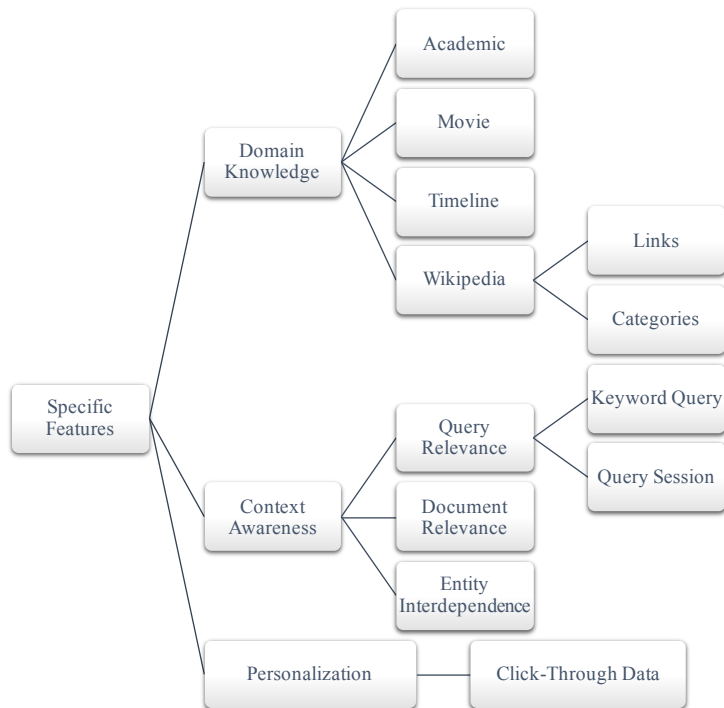 Academic
Movie
Domain
Knowledge
Timeline
Wikipedia
Links
Categories
Specific
Features
Keyword Query
Query
Relevance
Query Session
Context
Awareness
Document
Relevance
Entity
Interdependence
Personalization
Click-Through Data